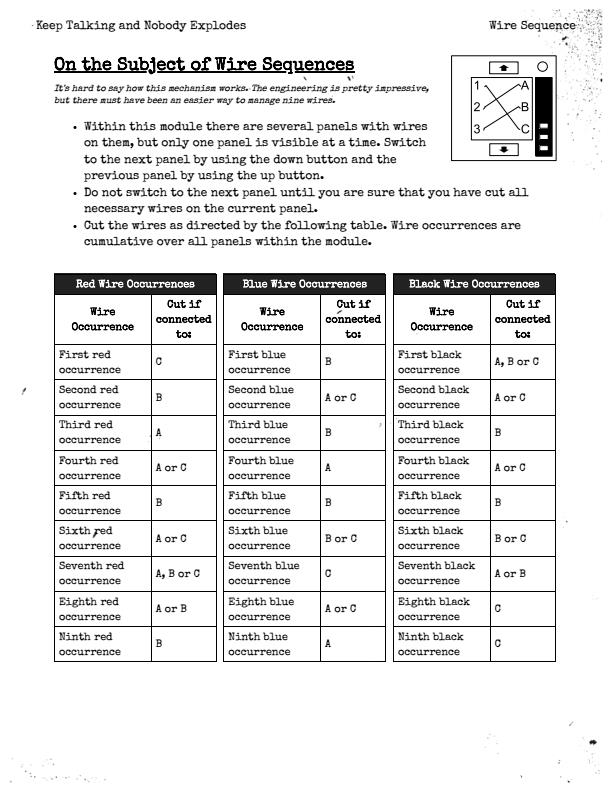 Keep Talking and Nobody Explodes
Wire Sequence
On the Subject of Wire Sequences
It's hard to say how this mechanism works. The engineering is pretty impressive,
but there must have been an easier way to manage nine wires.
1 A
2 B
3 C
• Within this module there are several panels with wires
on them, but only one panel is visible at a time. Switch
to the next panel by using the down button and the
previous panel by using the up button.
• Do not switch to the next panel until you are sure that you have cut all
necessary wires on the current panel.
• Cut the wires as directed by the following table. Wire occurrences are
cumulative over all panels within the module.
Red Wire Occurrences
Wire
Occurrence
Cut if
connected
to:
First red
occurrence
C
Second red
occurrence
B
Third red
occurrence
A
Fourth red
occurrence
A or C
Fifth red
occurrence
B
Sixth red
occurrence
A or C
Seventh red
occurrence
A, B or C
Eighth red
occurrence
A or B
Ninth red
occurrence
B
Blue Wire Occurrences
Wire
Occurrence
Cut if
connected
to:
First blue
occurrence
B
Second blue
occurrence
A or C
Third blue
occurrence
B
Fourth blue
occurrence
A
Fifth blue
occurrence
B
Sixth blue
occurrence
B or C
Seventh blue
occurrence
C
Eighth blue
occurrence
A or C
Ninth blue
occurrence
A
Black Wire Occurrences
Wire
Occurrence
Cut if
connected
to:
First black
occurrence
A, B or C
Second black
occurrence
A or C
Third black
occurrence
B
Fourth black
occurrence
A or C
Fifth black
occurrence
B
Sixth black
occurrence
B or C
Seventh black
occurrence
A or B
Eighth black
occurrence
C
Ninth black
occurrence
C